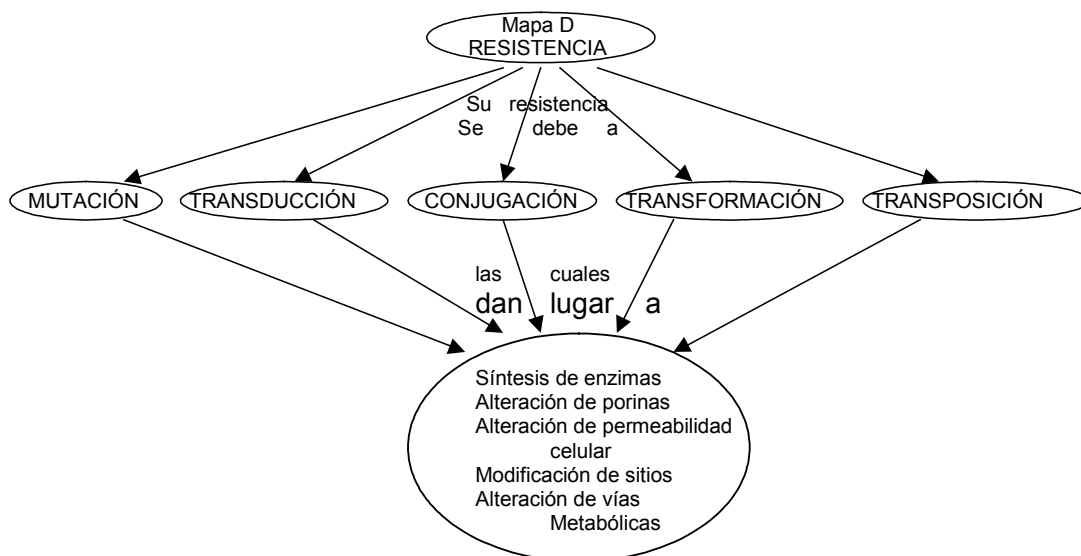 Mapa D
RESISTENCIA
Su resistencia
Se debe a
MUTACIÓN TRANSDUCCIÓN CONJUGACIÓN TRANSFORMACIÓN TRANSPOSICIÓN
las cuales
dan lugar a
Síntesis de enzimas
Alteración de porinas
Alteración de permeabilidad
celular
Modificación de sitios
Alteración de vías
Metabólicas